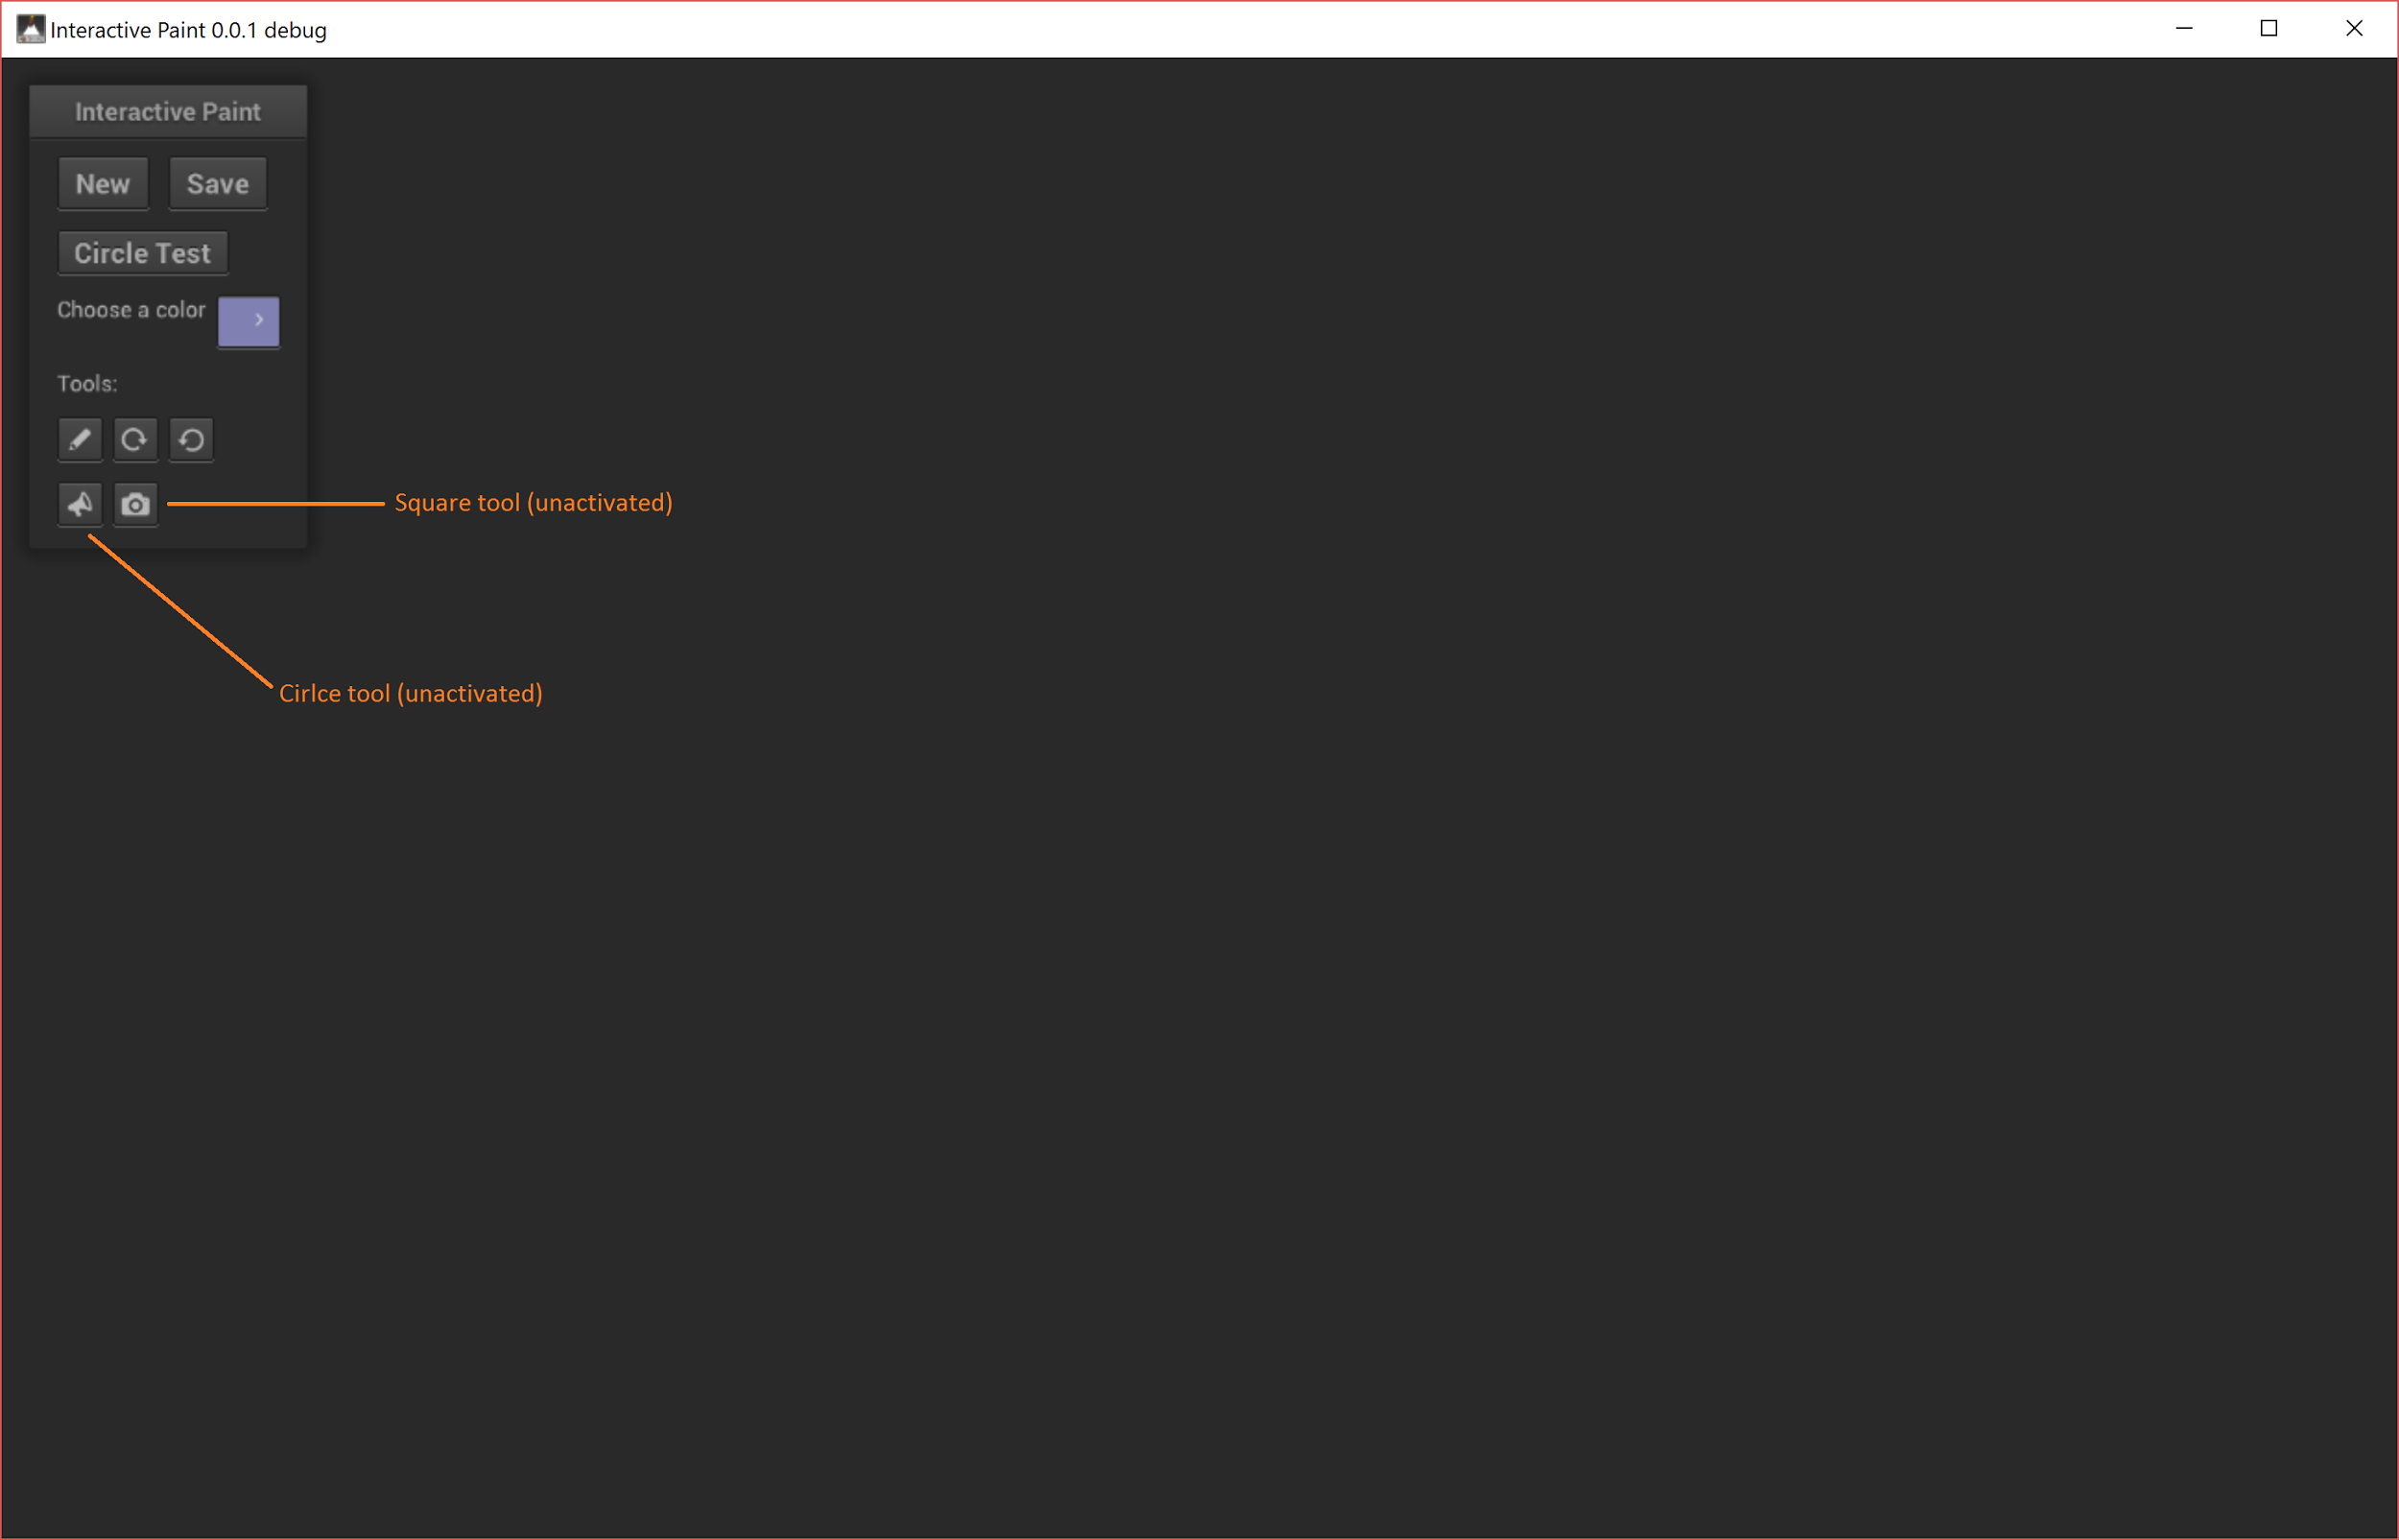 Interactive Paint 0.0.1 debug
Interactive Paint
New Save
Circle Test
Choose a color
Tools:
Square tool (unactivated)
Cirlce tool (unactivated)